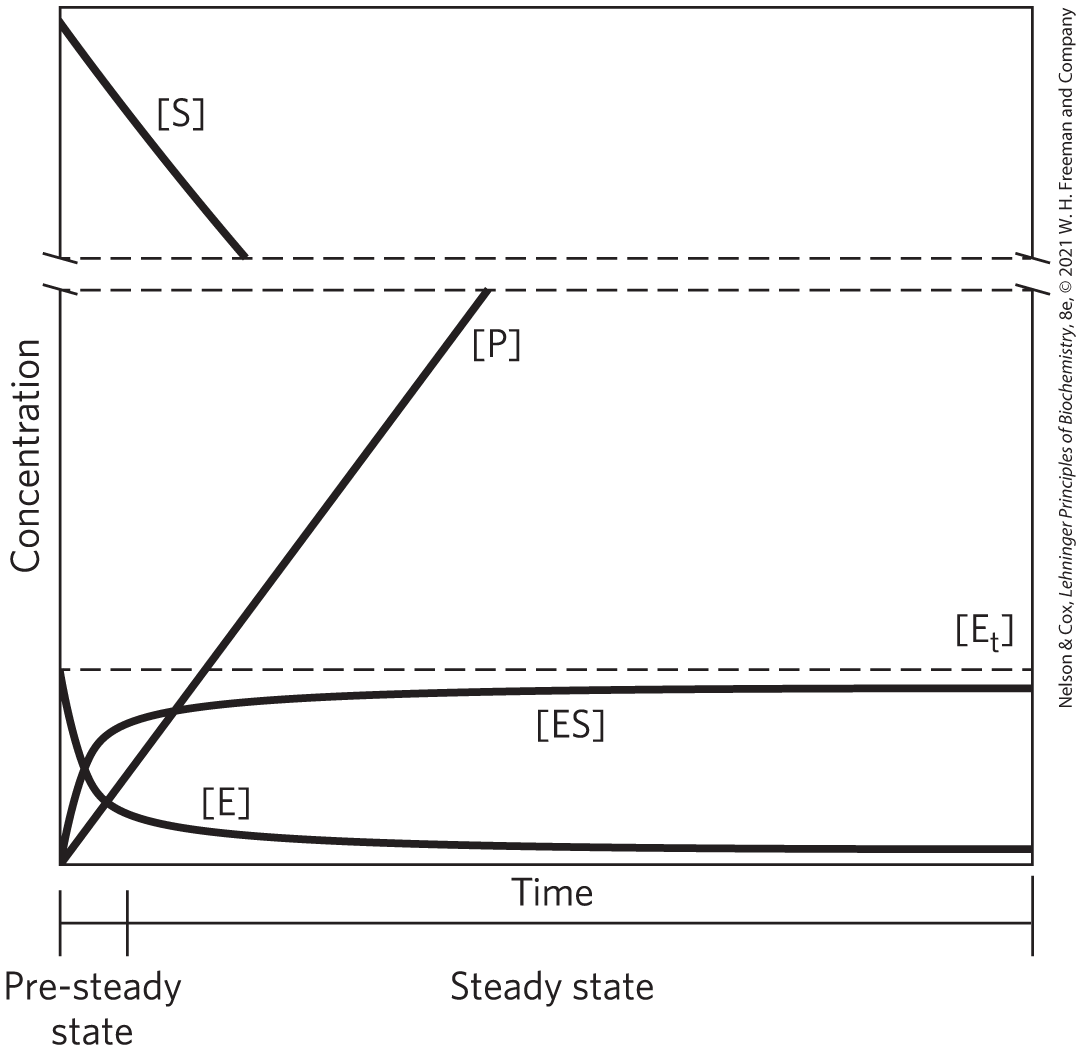 [S]
[P]
Concentration
[Et]
[ES]
[E]
Time
Pre-steady
state
Steady state
Nelson & Cox, Lehninger Principles of Biochemistry, 8e, © 2021 W. H. Freeman and Company